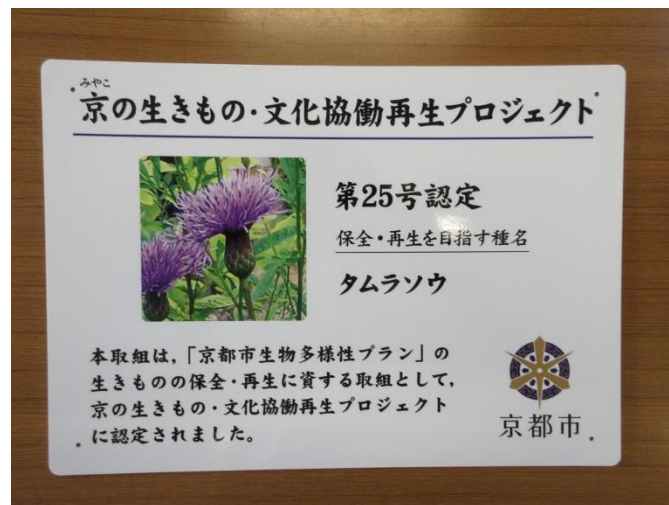 みやこ
京の生きもの・文化協働再生プロジェクト
第25号認定
保全・再生を目指す種名
タムラソウ
本取組は，「京都市生物多様性プラン」の
生きものの保全・再生に資する取組として，
京の生きもの・文化協働再生プロジェクト
に認定されました。
京都市